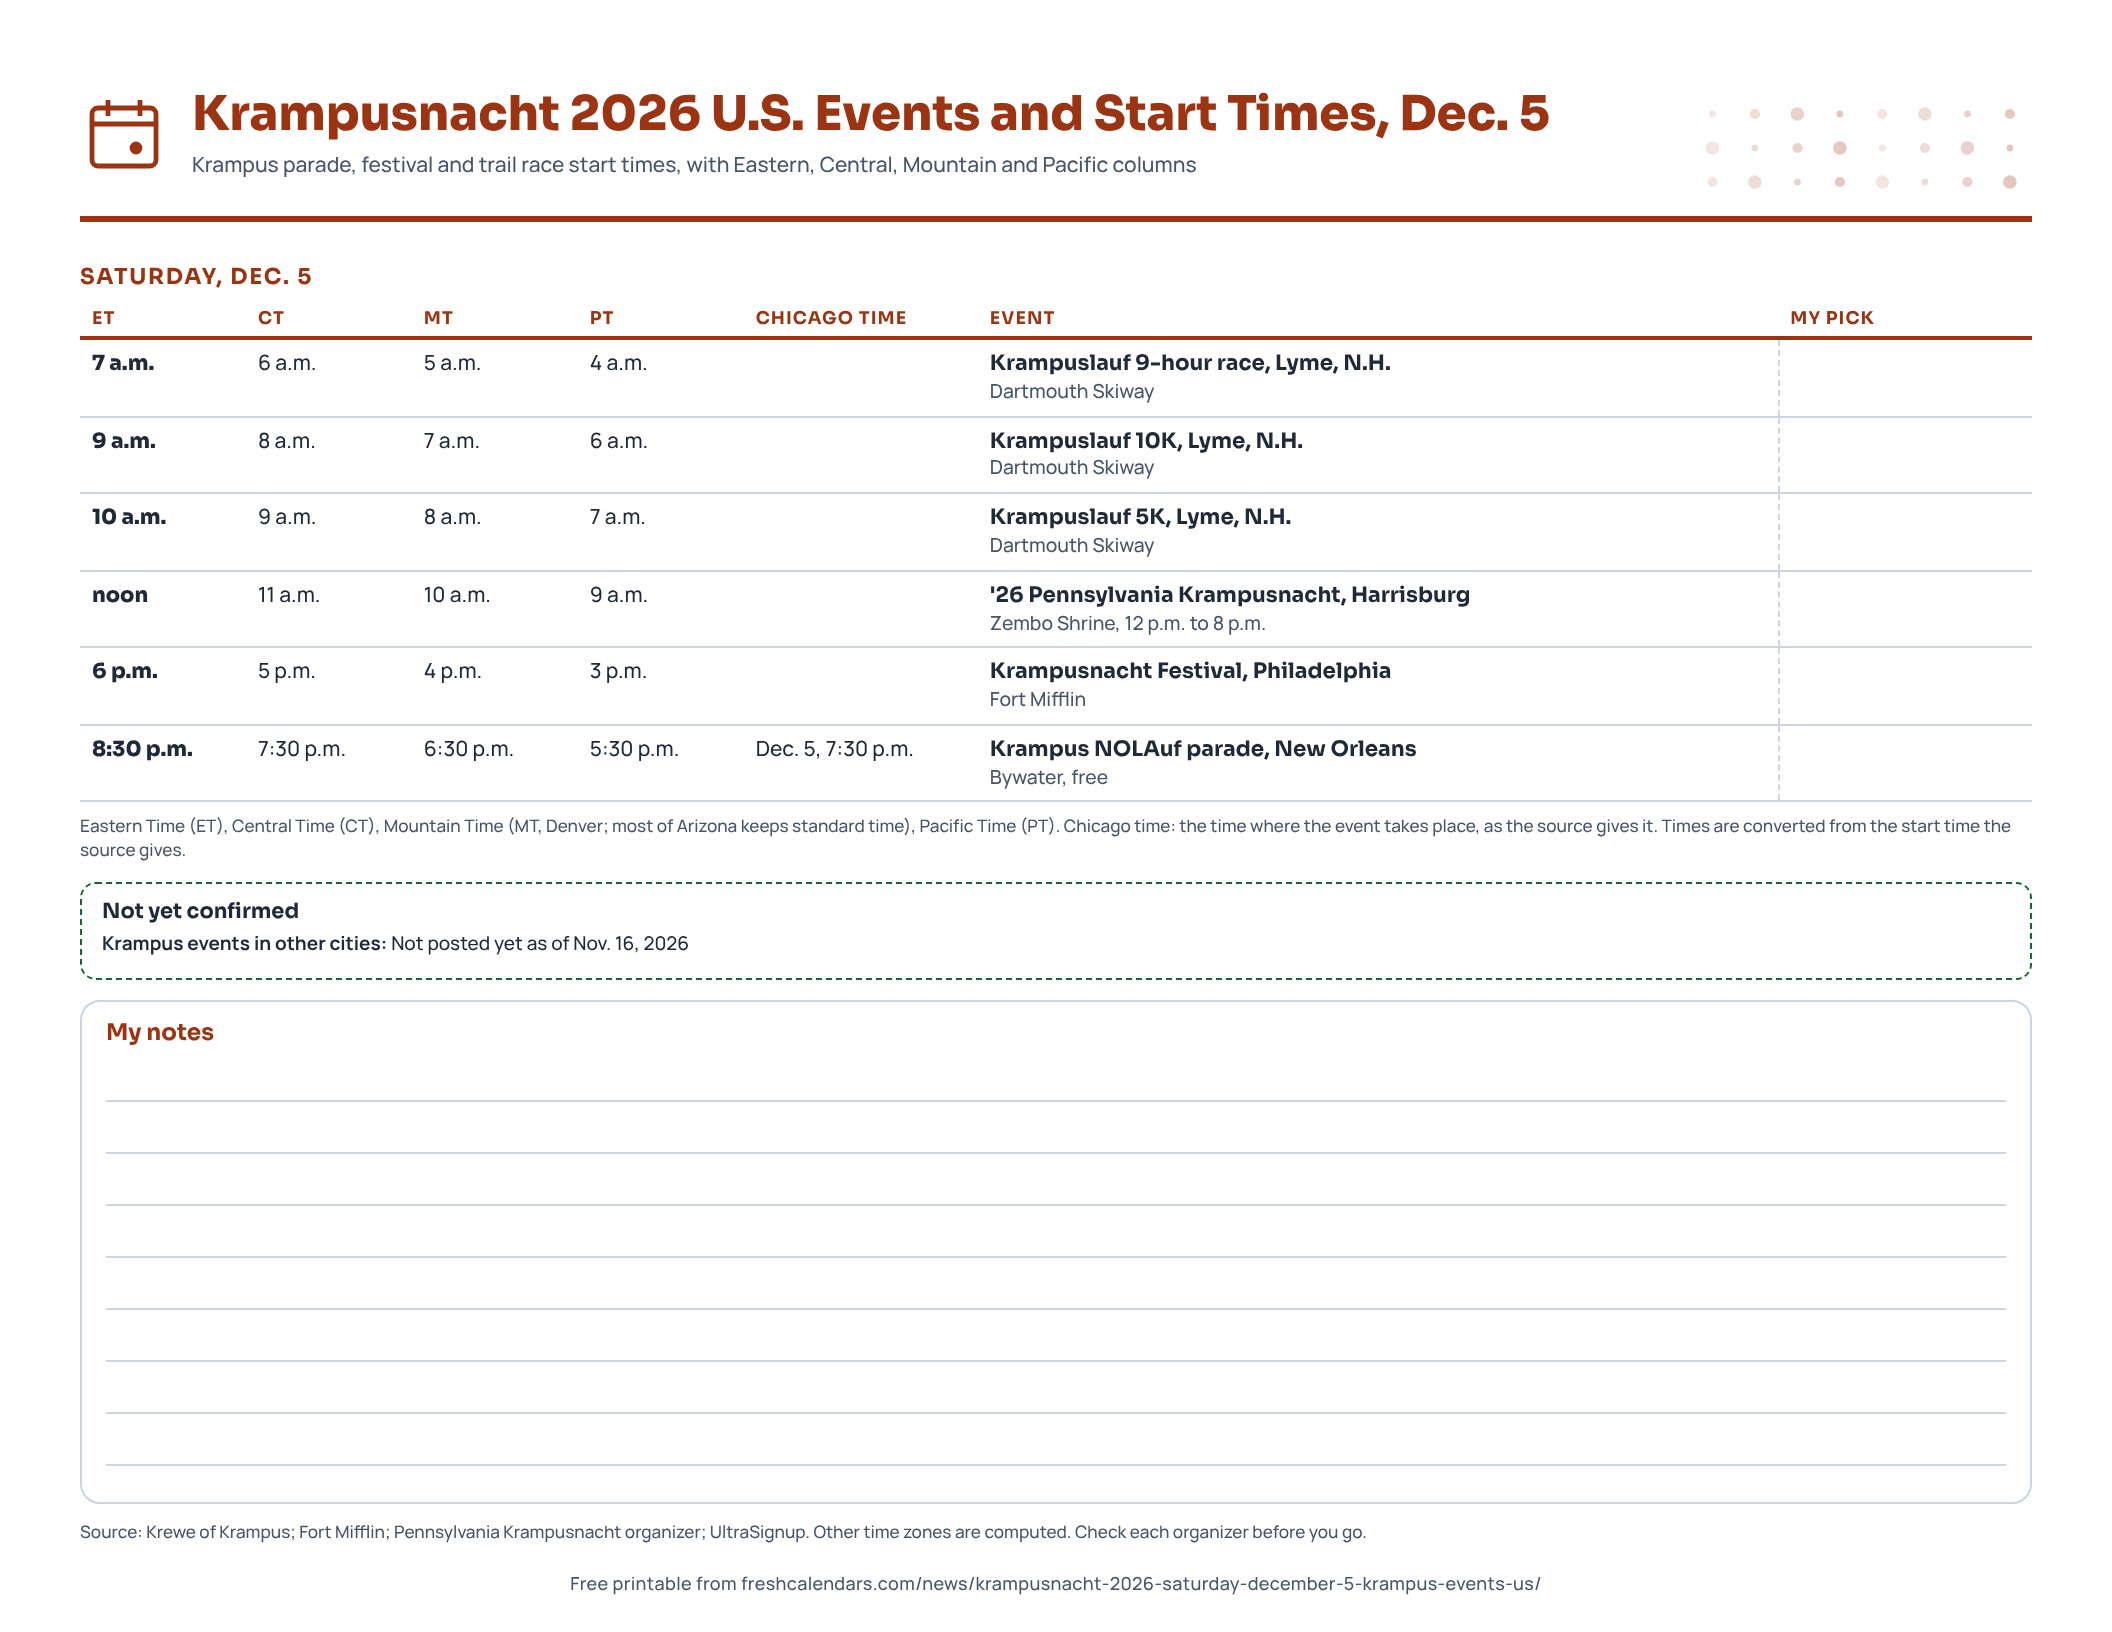 Krampusnacht 2026 U.S. Events and Start Times, Dec. 5
Krampus parade, festival and trail race start times, with Eastern, Central, Mountain and Pacific columns
SATURDAY, DEC. 5
ET CT MT PT CHICAGO TIME EVENT MY PICK
7 a.m. 6 a.m. 5 a.m. 4 a.m. Krampuslauf 9-hour race, Lyme, N.H.
Dartmouth Skiway
9 a.m. 8 a.m. 7 a.m. 6 a.m. Krampuslauf 10K, Lyme, N.H.
Dartmouth Skiway
10 a.m. 9 a.m. 8 a.m. 7 a.m. Krampuslauf 5K, Lyme, N.H.
Dartmouth Skiway
noon 11 a.m. 10 a.m. 9 a.m. '26 Pennsylvania Krampusnacht, Harrisburg
Zembo Shrine, 12 p.m. to 8 p.m.
6 p.m. 5 p.m. 4 p.m. 3 p.m. Krampusnacht Festival, Philadelphia
Fort Mifflin
8:30 p.m. 7:30 p.m. 6:30 p.m. 5:30 p.m. Dec. 5, 7:30 p.m. Krampus NOLAuf parade, New Orleans
Bywater, free
Eastern Time (ET), Central Time (CT), Mountain Time (MT, Denver; most of Arizona keeps standard time), Pacific Time (PT). Chicago time: the time where the event takes place, as the source gives it. Times are converted from the start time the
source gives.
Not yet confirmed
Krampus events in other cities: Not posted yet as of Nov. 16, 2026
My notes
Source: Krewe of Krampus; Fort Mifflin; Pennsylvania Krampusnacht organizer; UltraSignup. Other time zones are computed. Check each organizer before you go.
Free printable from freshcalendars.com/news/krampusnacht-2026-saturday-december-5-krampus-events-us/